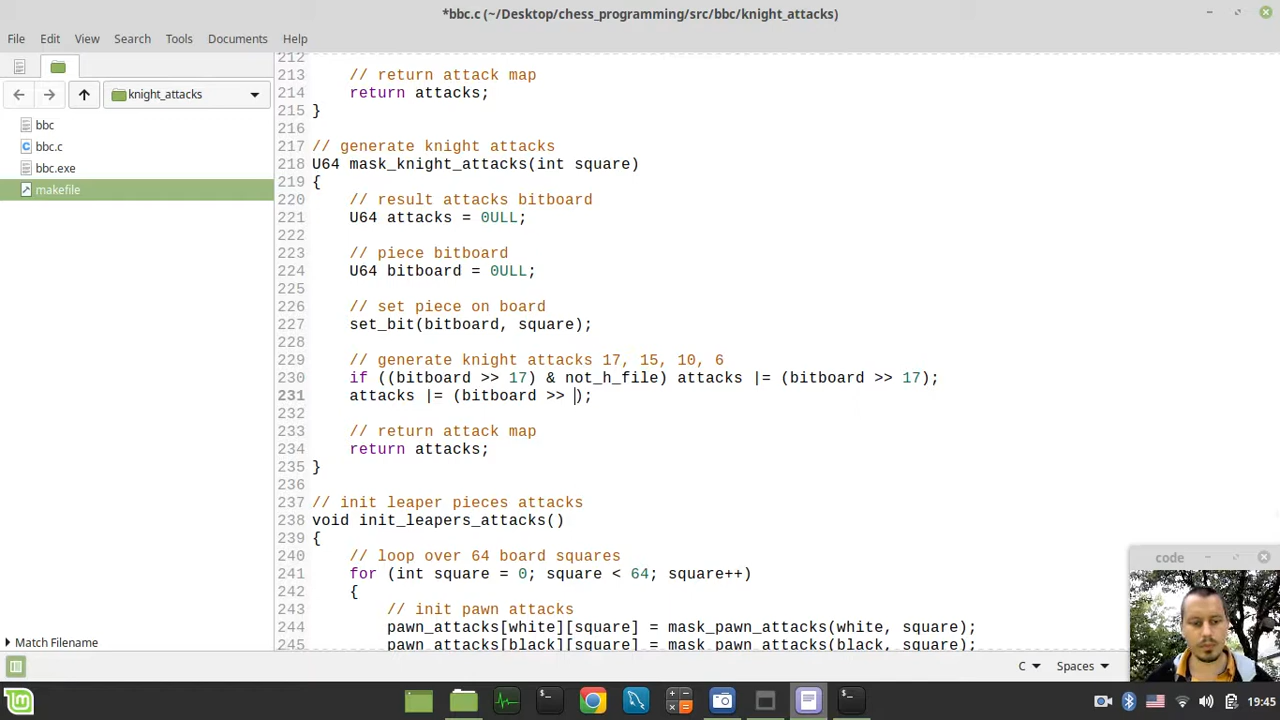 *bbc.c (~/Desktop/chess_programming/src/bbc/knight_attacks)
File Edit View Search Tools Documents Help
knight_attacks
bbc
bbc.c
bbc.exe
makefile
Match Filename
212
213 // return attack map
214 return attacks;
215 }
216
217 // generate knight attacks
218 U64 mask_knight_attacks(int square)
219 {
220 // result attacks bitboard
221 U64 attacks = 0ULL;
222
223 // piece bitboard
224 U64 bitboard = 0ULL;
225
226 // set piece on board
227 set_bit(bitboard, square);
228
229 // generate knight attacks 17, 15, 10, 6
230 if ((bitboard >> 17) & not_h_file) attacks |= (bitboard >> 17);
231 attacks |= (bitboard >> );
232
233 // return attack map
234 return attacks;
235 }
236
237 // init leaper pieces attacks
238 void init_leapers_attacks()
239 {
240 // loop over 64 board squares
241 for (int square = 0; square < 64; square++)
242 {
243 // init pawn attacks
244 pawn_attacks[white][square] = mask_pawn_attacks(white, square);
245 pawn_attacks[black][square] = mask_pawn_attacks(black, square);
code
C Spaces
19:45